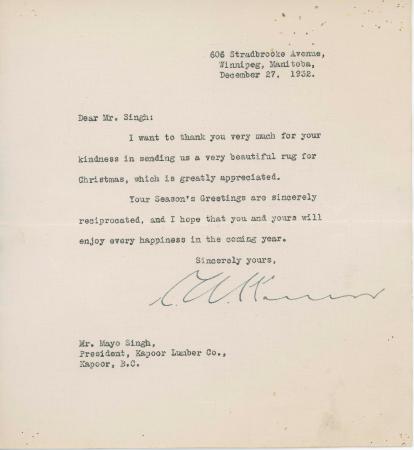 606 Stradbrooke Avenue,
Winnipeg, Manitoba,
December 27, 1932.
Dear Mr. Singh:
I want to thank you very much for your
kindness in sending us a very beautiful rug for
Christmas, which is greatly appreciated.
Your Season's Greetings are sincerely
reciprocated, and I hope that you and yours will
enjoy every happiness in the coming year.
Sincerely yours,
Mr. Mayo Singh,
President, Kapoor Lumber Co.,
Kapoor, B.C.